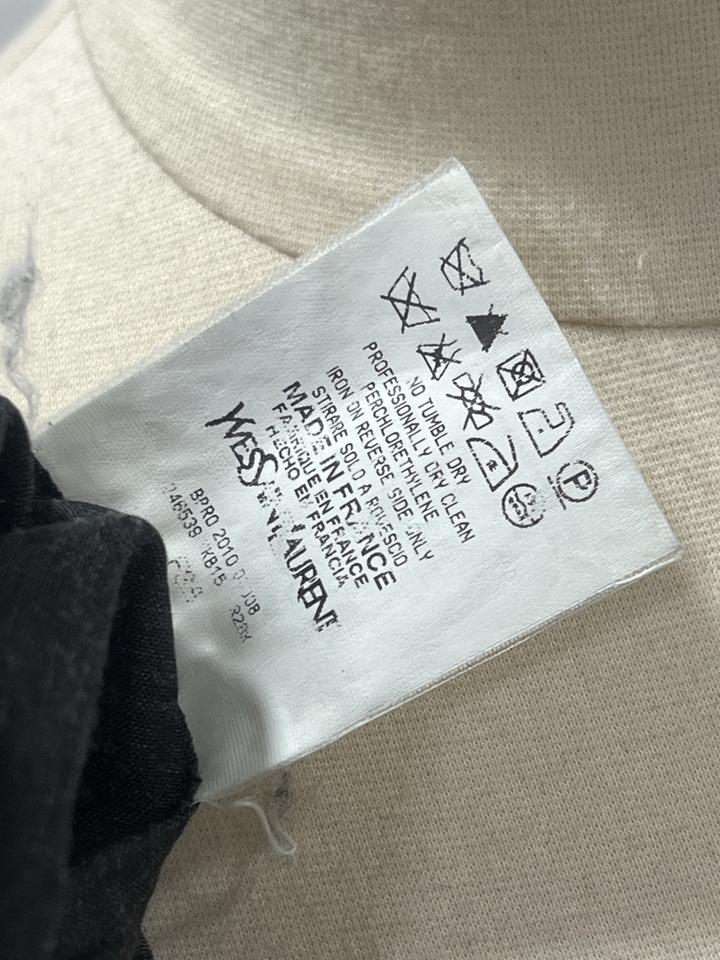 NO TUMBLE DRY
PROFESSIONALLY DRY CLEAN
PERCHLORETHYLENE
IRON ON REVERSE SIDE ONLY
STIRARE SOLO A ROVESCIO
MADE IN FRANCE
FABRIQUE EN FRANCE
HECHO EN FRANCIA
YVES SAINT LAURENT
BPRO 2010
P